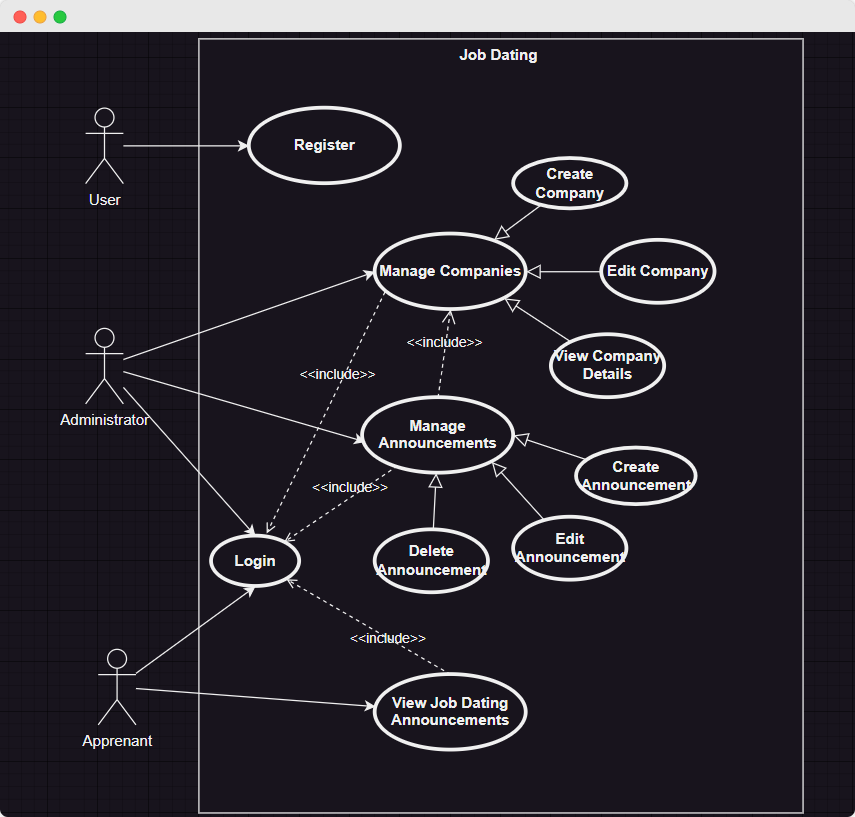 Job Dating
Register
User
Create
Company
Manage Companies
Edit Company
<<include>>
View Company
Details
<<include>>
Administrator
Manage
Announcements
Create
Announcement
<<include>>
Edit
Announcement
Delete
Announcement
Login
<<include>>
View Job Dating
Announcements
Apprenant